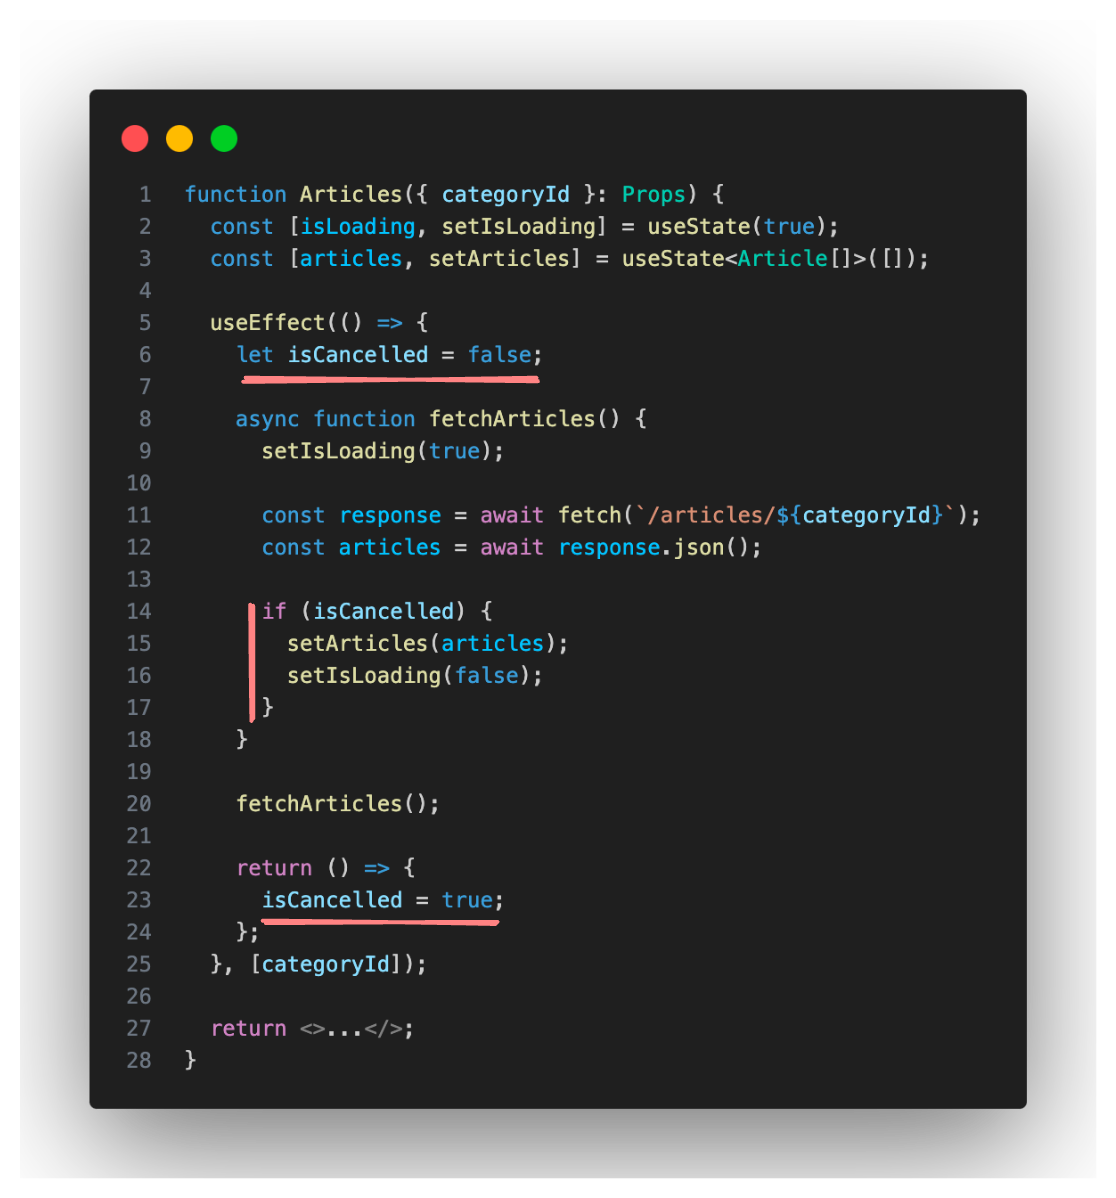 1 function Articles({ categoryId }: Props) {
2 const [isLoading, setIsLoading] = useState(true);
3 const [articles, setArticles] = useState<Article[]>([]);
4
5 useEffect(() => {
6 let isCancelled = false;
7
8 async function fetchArticles() {
9 setIsLoading(true);
10
11 const response = await fetch(`/articles/${categoryId}`);
12 const articles = await response.json();
13
14 if (isCancelled) {
15 setArticles(articles);
16 setIsLoading(false);
17 }
18 }
19
20 fetchArticles();
21
22 return () => {
23 isCancelled = true;
24 };
25 }, [categoryId]);
26
27 return <>...</>;
28 }